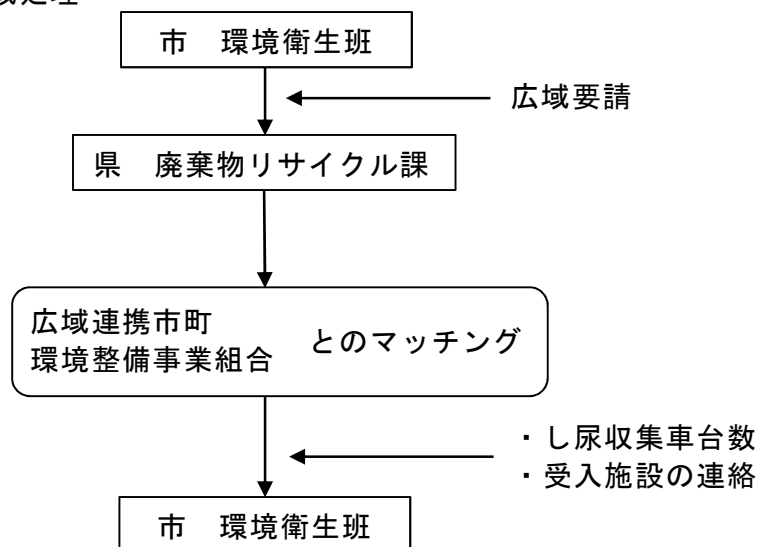 市　環境衛生班
広域要請
県　廃棄物リサイクル課
広域連携市町
環境整備事業組合　とのマッチング
・し尿収集車台数
・受入施設の連絡
市　環境衛生班